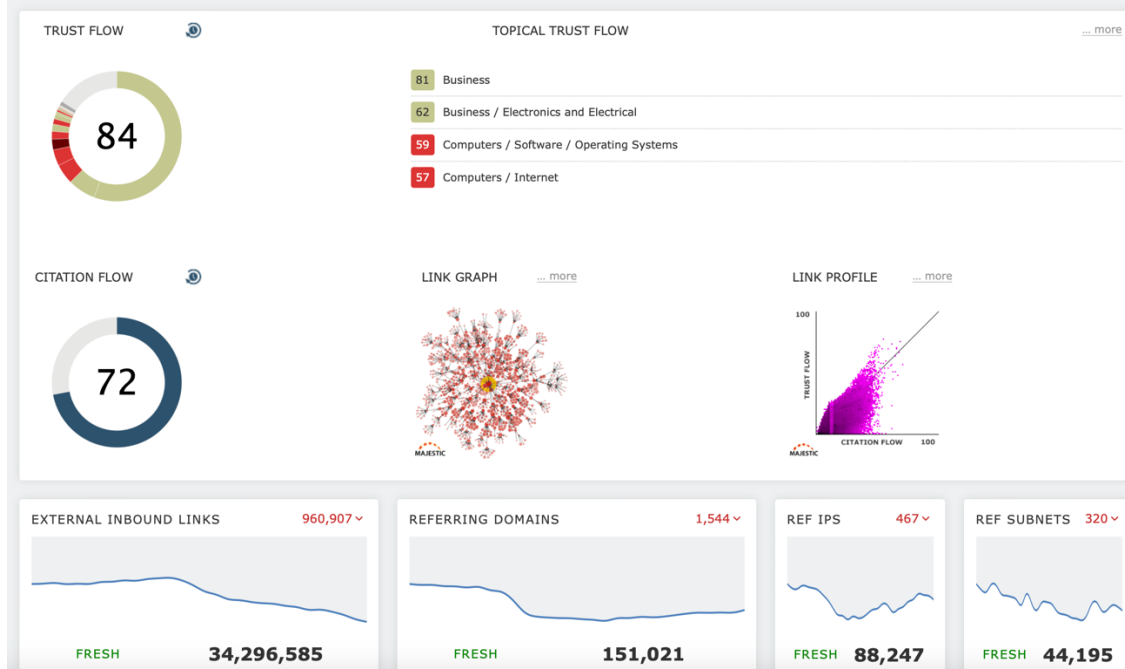 TRUST FLOW
TOPICAL TRUST FLOW
... more
84
81 Business
62 Business / Electronics and Electrical
59 Computers / Software / Operating Systems
57 Computers / Internet
CITATION FLOW
72
LINK GRAPH
... more
MAJESTIC
LINK PROFILE
... more
100
TRUST FLOW
CITATION FLOW 100
MAJESTIC
EXTERNAL INBOUND LINKS 960,907
FRESH 34,296,585
REFERRING DOMAINS 1,544
FRESH 151,021
REF IPS 467
FRESH 88,247
REF SUBNETS 320
FRESH 44,195